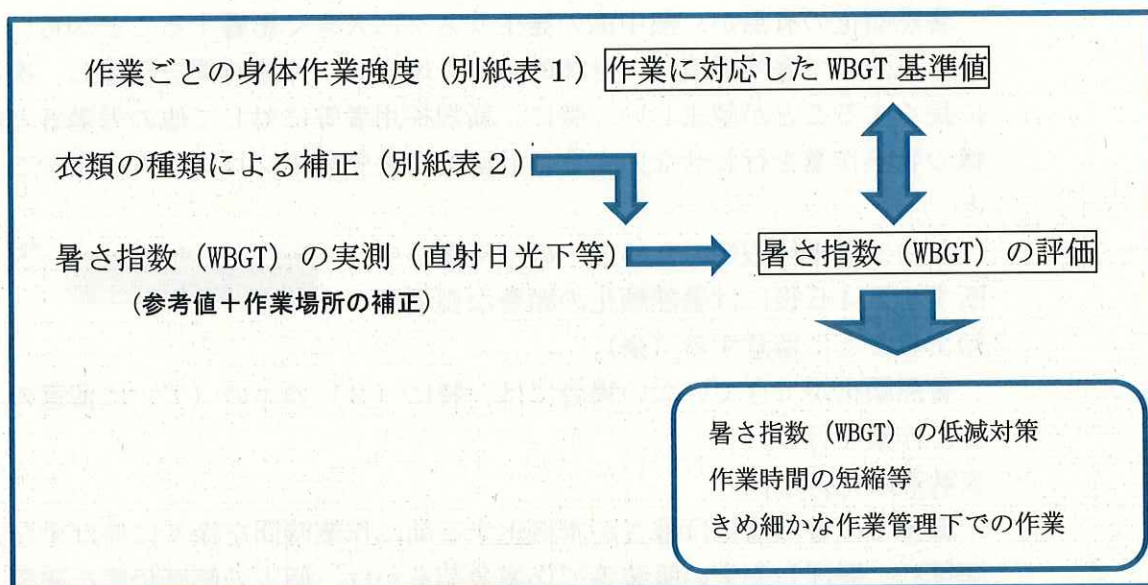 作業ごとの身体作業強度（別紙表１）作業に対応した WBGT 基準値
衣類の種類による補正（別紙表２）
暑さ指数（WBGT）の実測（直射日光下等）
暑さ指数（WBGT）の評価
（参考値＋作業場所の補正）
暑さ指数（WBGT）の低減対策
作業時間の短縮等
きめ細かな作業管理下での作業